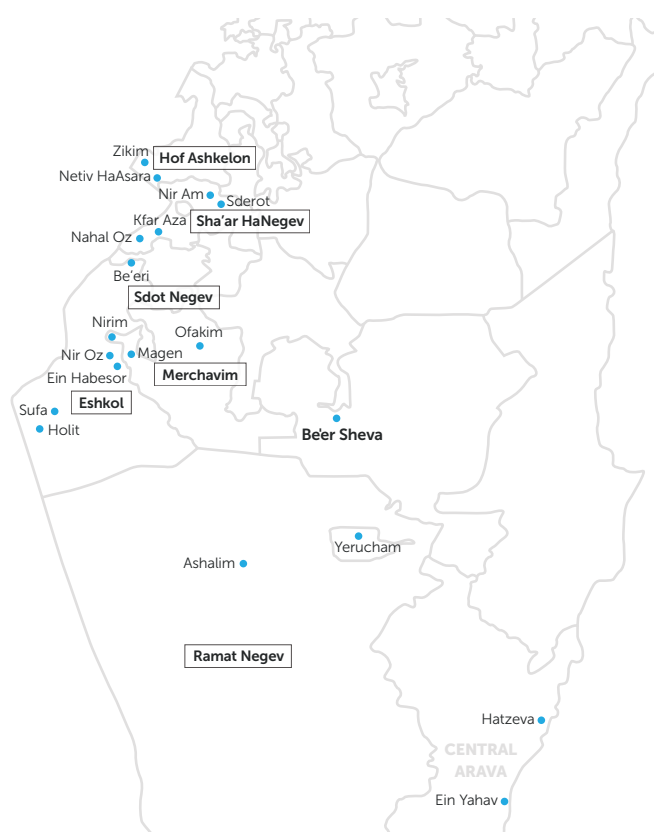 Zikim
Hof Ashkelon
Netiv HaAsara
Nir Am
Sderot
Kfar Aza
Sha'ar HaNegev
Nahal Oz
Be'eri
Sdot Negev
Nirim
Ofakim
Nir Oz
Magen
Merchavim
Ein Habesor
Eshkol
Sufa
Holit
Be'er Sheva
Yerucham
Ashalim
Ramat Negev
Hatzeva
CENTRAL
ARAVA
Ein Yahav